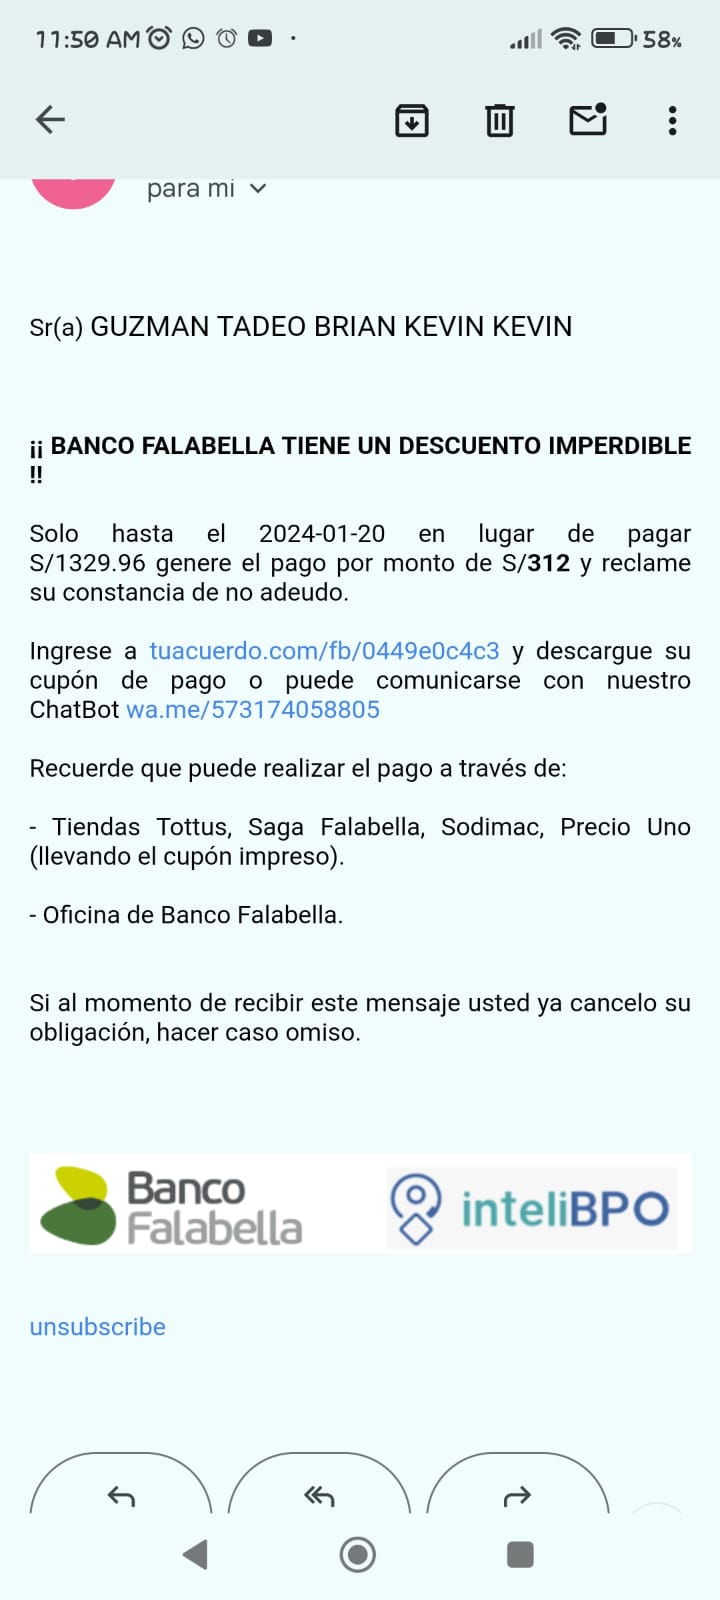 11:50 AM
58%
para mí
Sr(a) GUZMAN TADEO BRIAN KEVIN KEVIN
¡¡ BANCO FALABELLA TIENE UN DESCUENTO IMPERDIBLE
!!
Solo hasta el 2024-01-20 en lugar de pagar
S/1329.96 genere el pago por monto de S/312 y reclame
su constancia de no adeudo.
Ingrese a tuacuerdo.com/fb/0449e0c4c3 y descargue su
cupón de pago o puede comunicarse con nuestro
ChatBot wa.me/573174058805
Recuerde que puede realizar el pago a través de:
- Tiendas Tottus, Saga Falabella, Sodimac, Precio Uno
(llevando el cupón impreso).
- Oficina de Banco Falabella.
Si al momento de recibir este mensaje usted ya cancelo su
obligación, hacer caso omiso.
Banco
Falabella
inteliBPO
unsubscribe